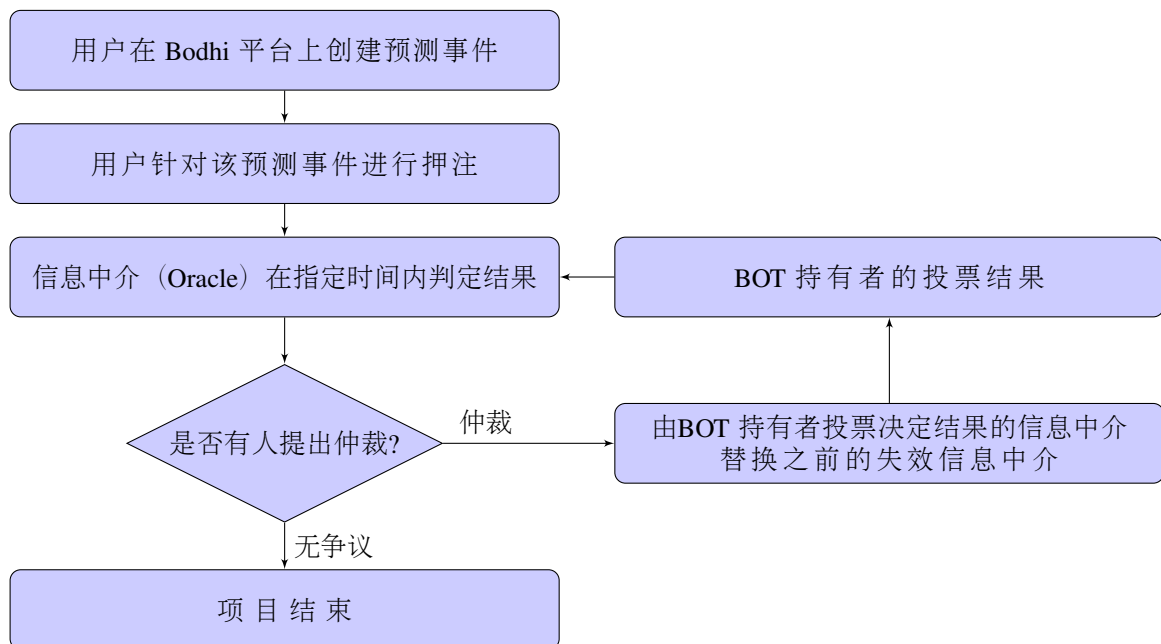 用户在 Bodhi 平台上创建预测事件
用户针对该预测事件进行押注
信息中介（Oracle）在指定时间内判定结果
BOT 持有者的投票结果
是否有人提出仲裁?
仲裁
由BOT 持有者投票决定结果的信息中介
替换之前的失效信息中介
无争议
项目结束